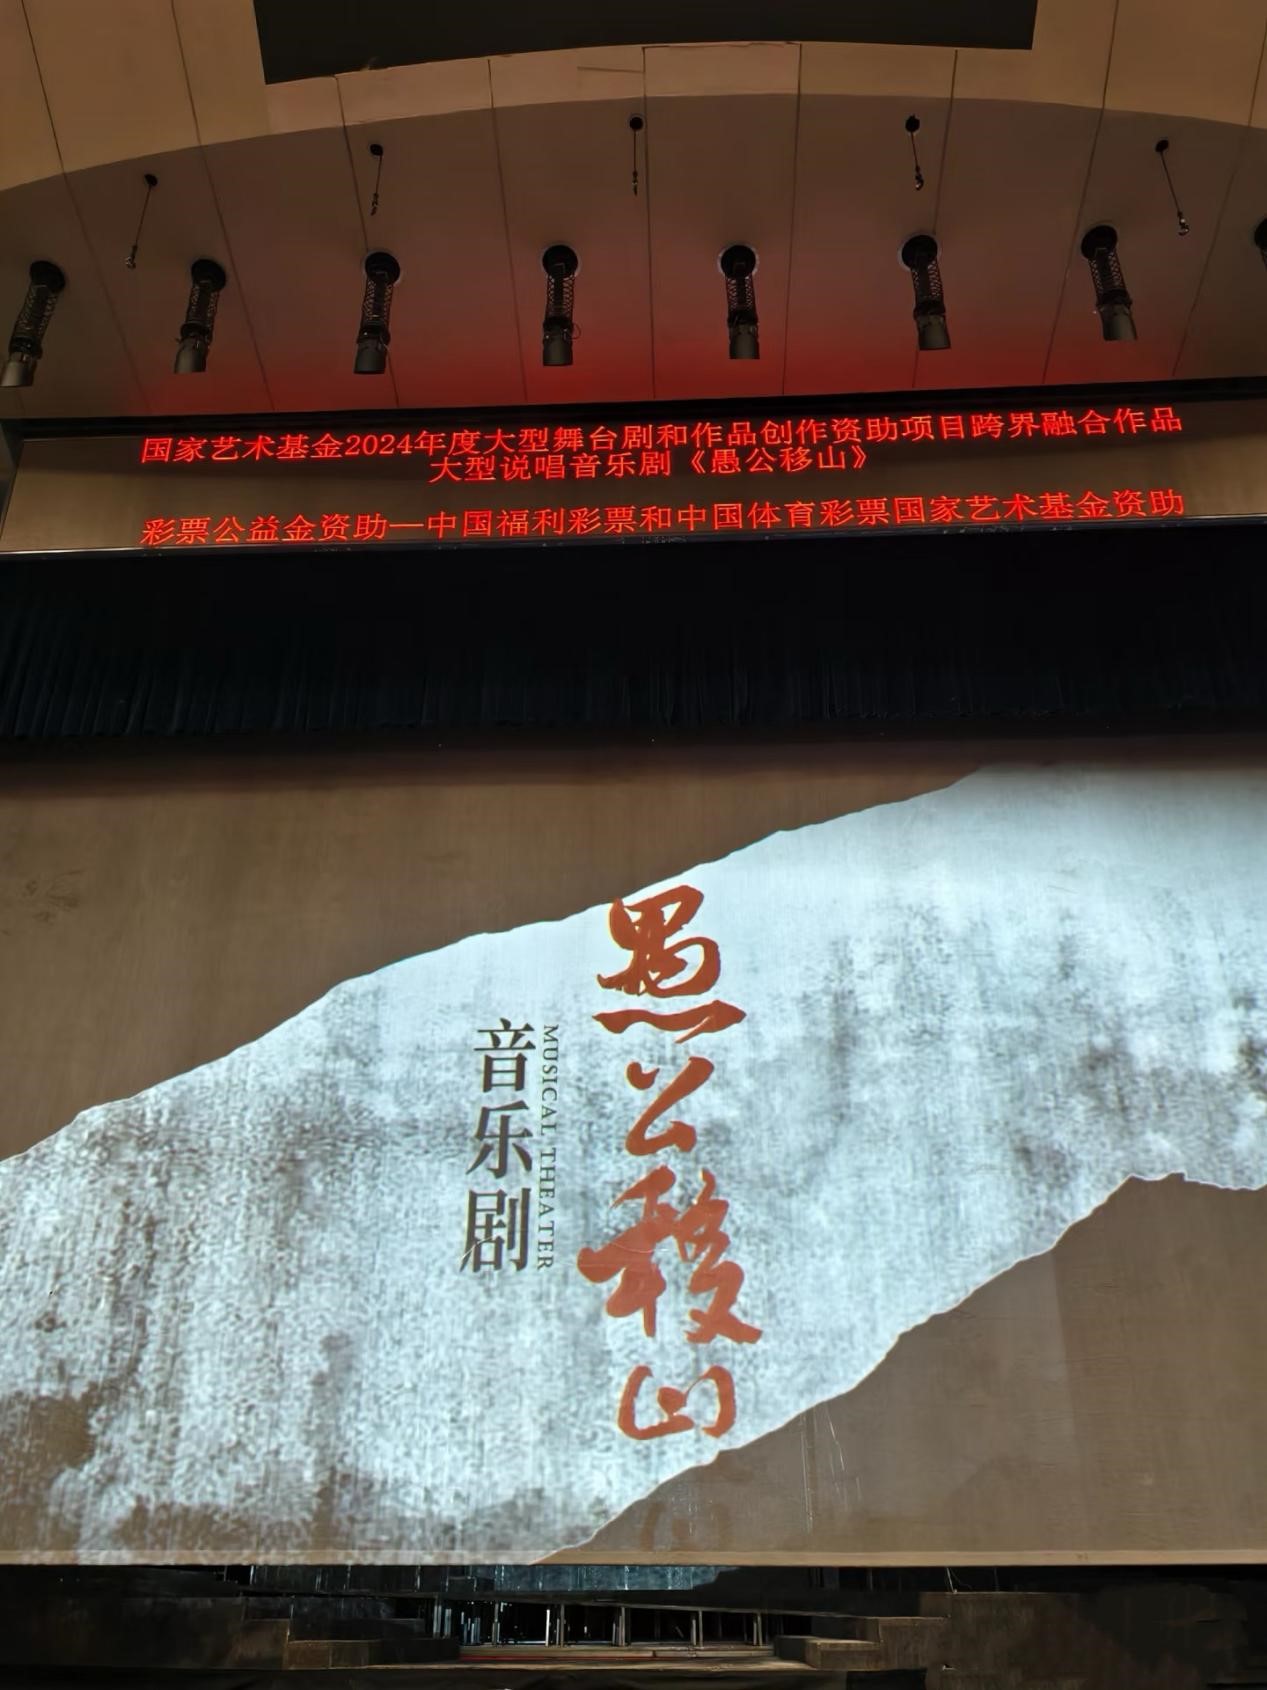 国家艺术基金2024年度大型舞台剧和作品创作资助项目跨界融合作品
大型说唱音乐剧《愚公移山》
彩票公益金资助—中国福利彩票和中国体育彩票国家艺术基金资助
愚公移山
MUSICAL THEATER
音乐剧